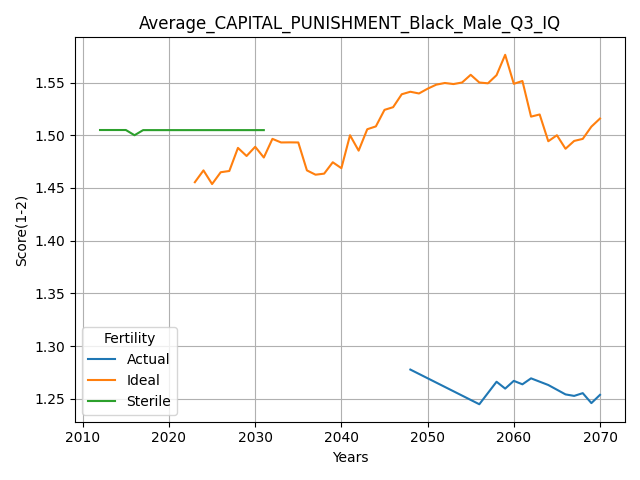 Average_CAPITAL_PUNISHMENT_Black_Male_Q3_IQ
Score(1-2)
1.55
1.50
1.45
1.40
1.35
1.30
1.25
Fertility
Actual
Ideal
Sterile
2010 2020 2030 2040 2050 2060 2070
Years